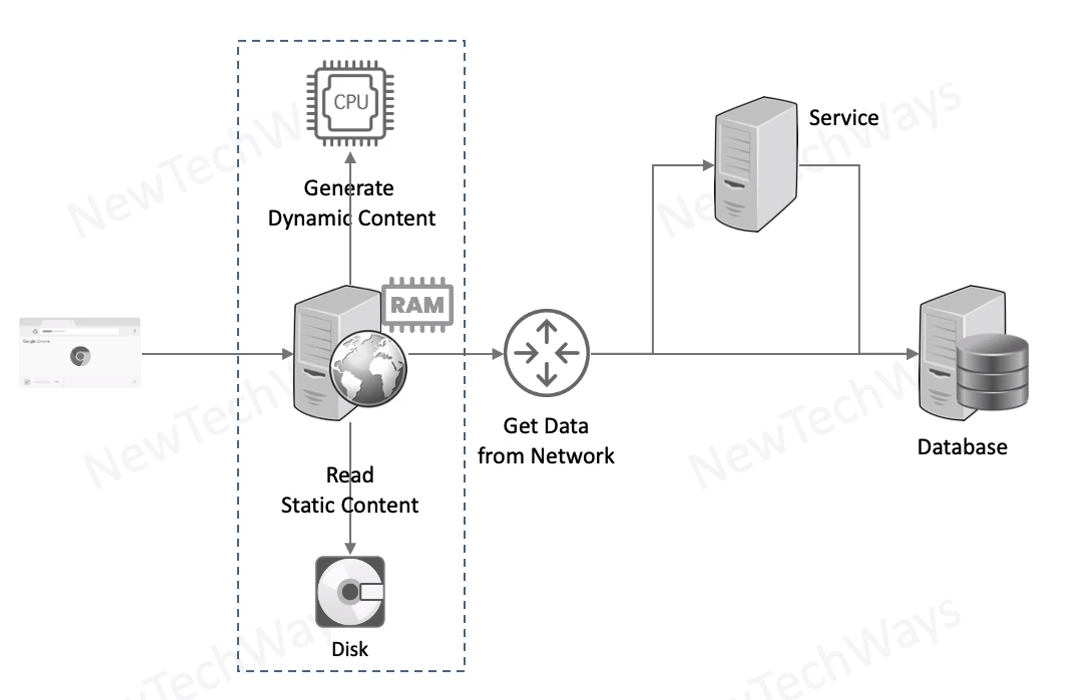 CPU
Service
Generate
Dynamic Content
RAM
Google Chrome
Get Data
from Network
Database
Read
Static Content
Disk
NewTechWays
NewTechWays
NewTechWays
NewTechWays
NewTechWays
NewTechWays